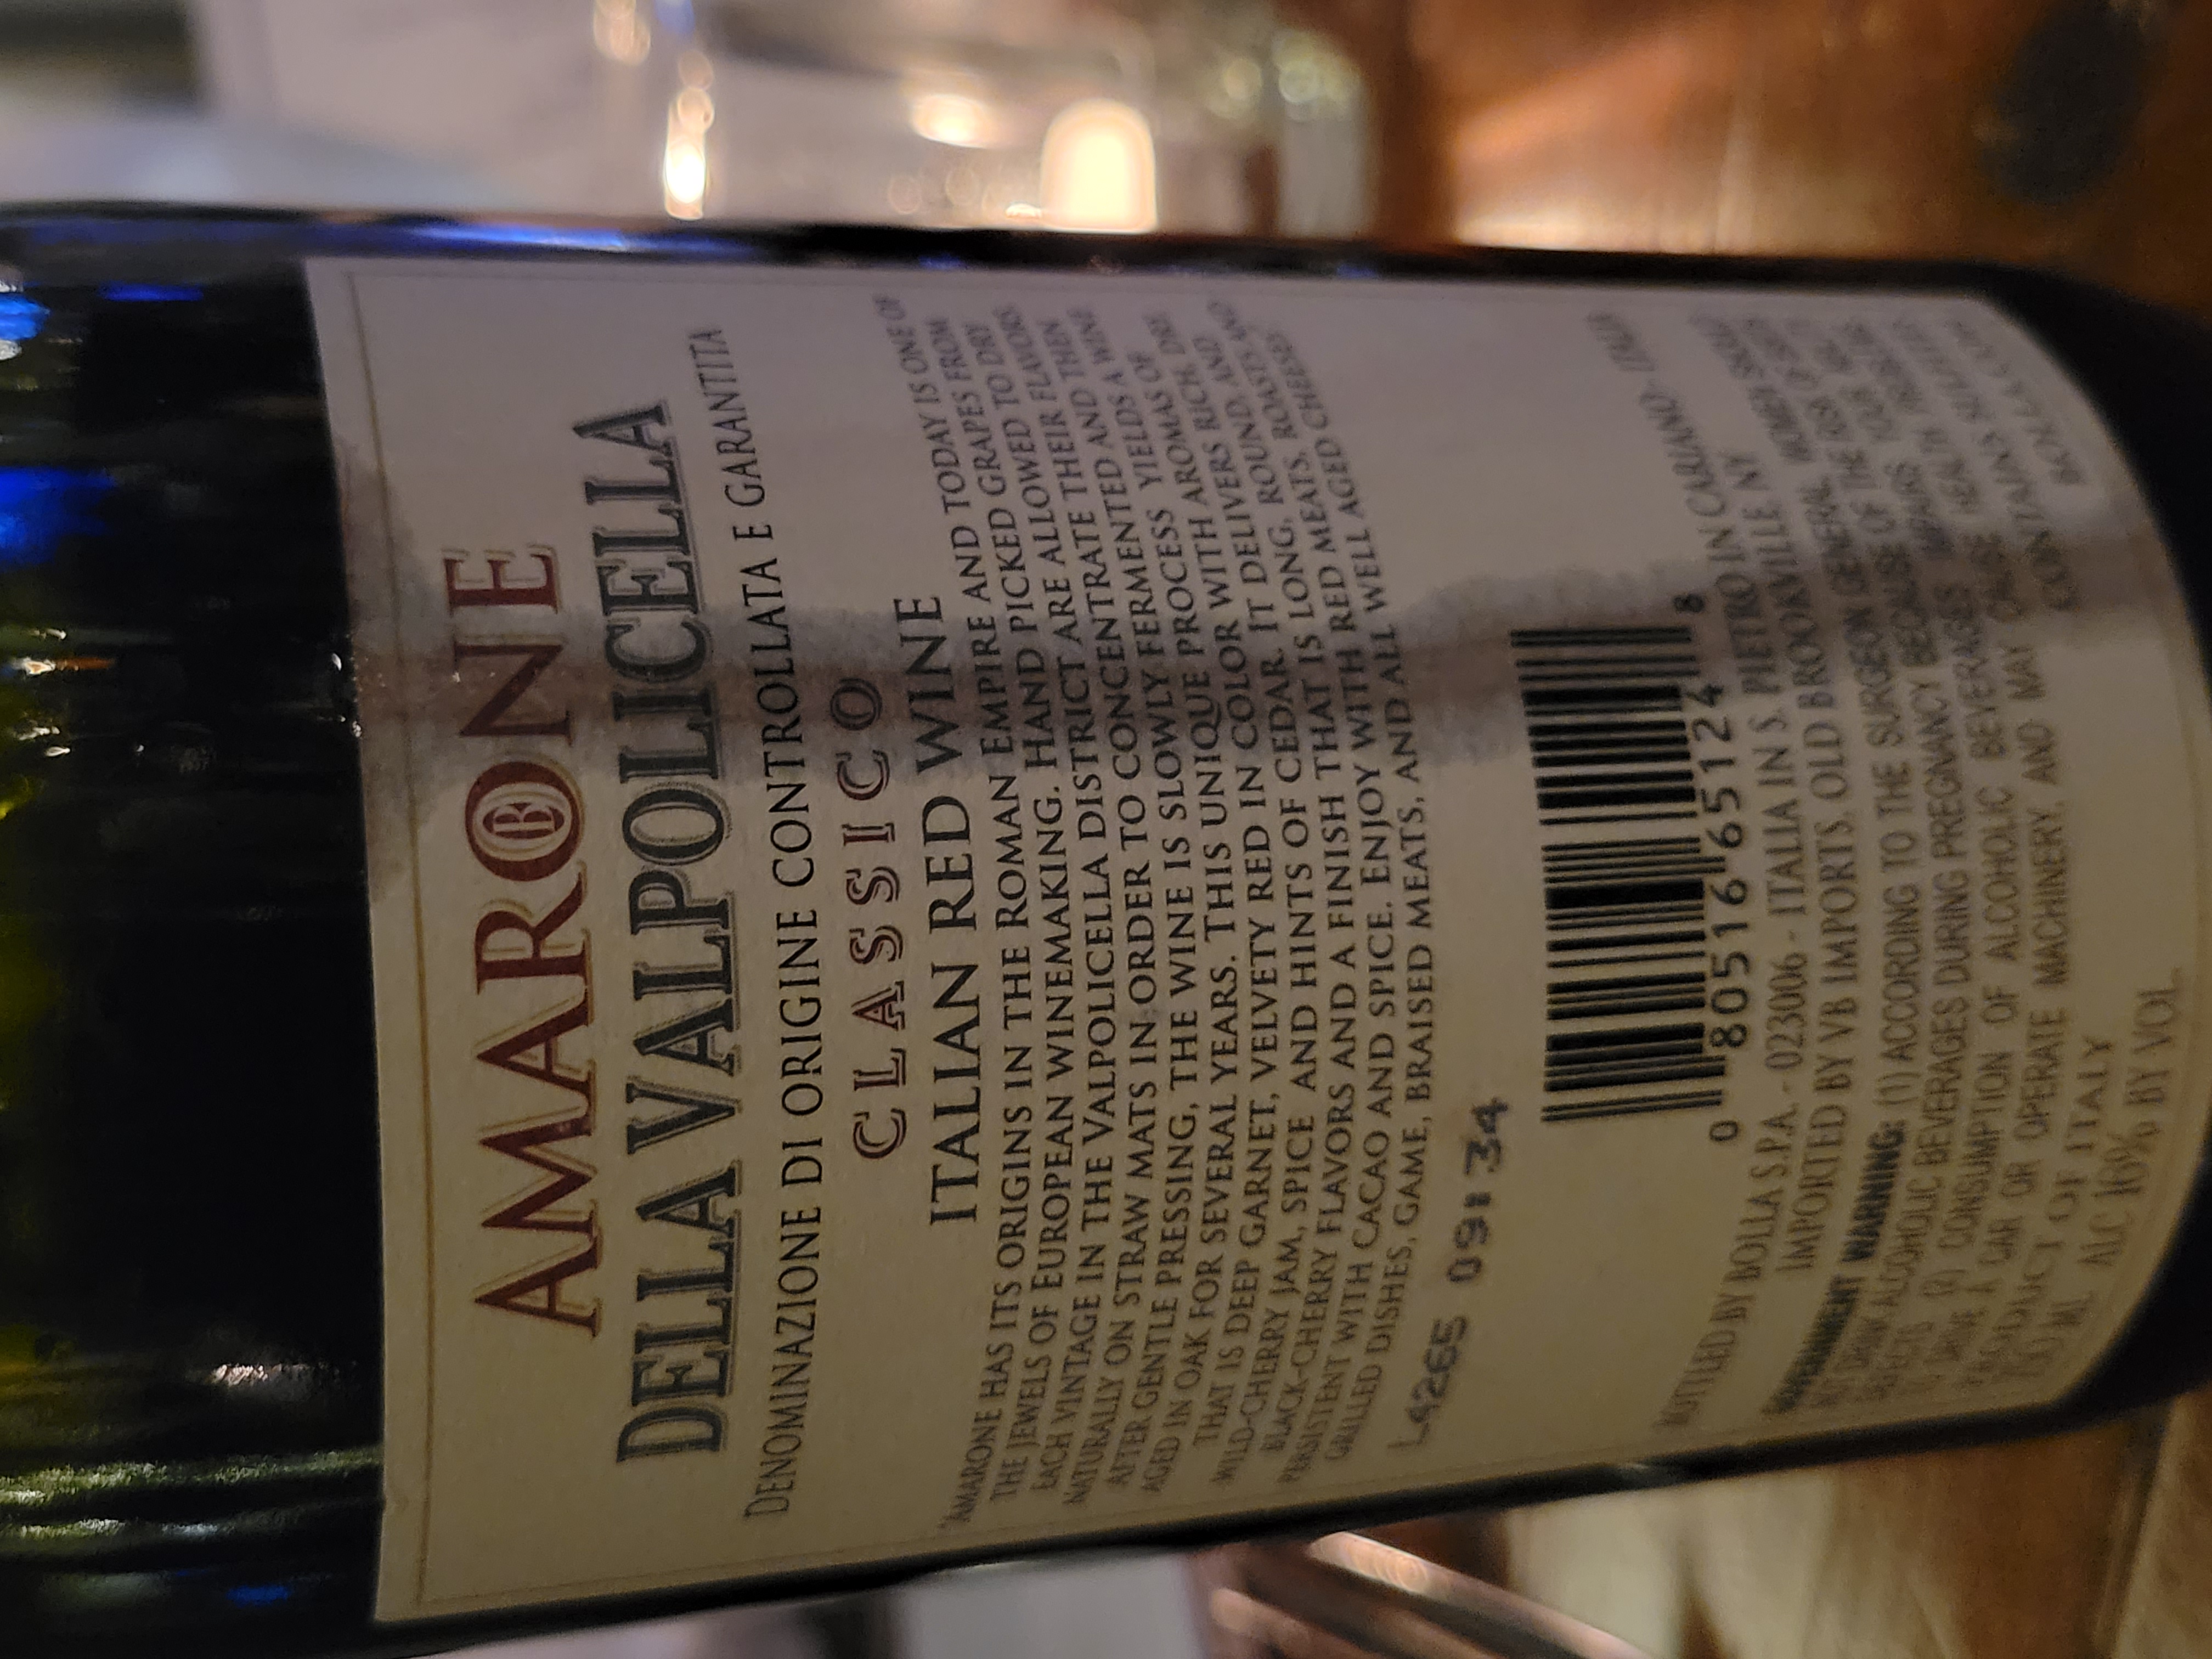 AMARONE
DELLA VALPOLICELLA
DENOMINAZIONE DI ORIGINE CONTROLLATA E GARANTITA
CLASSICO
ITALIAN RED WINE
"AMARONE HAS ITS ORIGINS IN THE ROMAN EMPIRE AND TODAY IS ONE OF
THE JEWELS OF EUROPEAN WINEMAKING. HAND PICKED GRAPES FROM
EACH VINTAGE IN THE VALPOLICELLA DISTRICT ARE ALLOWED TO DRY
NATURALLY ON STRAW MATS IN ORDER TO CONCENTRATE THEIR FLAVORS
AFTER GENTLE PRESSING, THE WINE IS SLOWLY FERMENTED AND THEN
AGED IN OAK FOR SEVERAL YEARS. THIS UNIQUE PROCESS YIELDS A WINE
THAT IS DEEP GARNET, VELVETY RED IN COLOR WITH AROMAS OF
WILD-CHERRY JAM, SPICE AND HINTS OF CEDAR. IT DELIVERS RICH, DRY
BLACK-CHERRY FLAVORS AND A FINISH THAT IS LONG, ROUND, AND
PERSISTENT WITH CACAO AND SPICE. ENJOY WITH RED MEATS, ROASTS AND
GRILLED DISHES, GAME, BRAISED MEATS, AND ALL WELL AGED CHEESES
L4265 09:34
0 80516 65124 8
BOTTLED BY BOLLA S.P.A. - 023006 - ITALIA IN S. PIETRO IN CARIANO - ITALIA
IMPORTED BY VB IMPORTS, OLD BROOKVILLE NY
GOVERNMENT WARNING: (1) ACCORDING TO THE SURGEON GENERAL, WOMEN SHOULD
NOT DRINK ALCOHOLIC BEVERAGES DURING PREGNANCY BECAUSE OF THE RISK OF BIRTH
DEFECTS. (2) CONSUMPTION OF ALCOHOLIC BEVERAGES IMPAIRS YOUR ABILITY TO
DRIVE A CAR OR OPERATE MACHINERY, AND MAY CAUSE HEALTH PROBLEMS.
PRODUCT OF ITALY CONTAINS SULFITES
750 ML ALC 16% BY VOL.